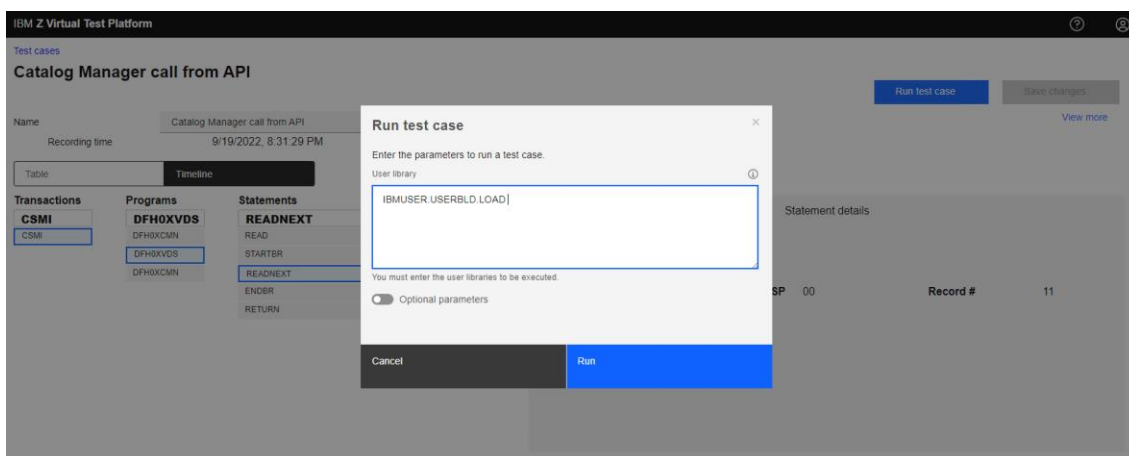 IBM Z Virtual Test Platform
Test cases
Catalog Manager call from API
Run test case
Save changes
View more
Name
Catalog Manager call from API
Recording time
9/19/2022, 8:31:29 PM
Table
Timeline
Transactions
CSMI
CSMI
Programs
DFH0XVDS
DFH0XCMN
DFH0XVDS
DFH0XCMN
Statements
READNEXT
READ
STARTBR
READNEXT
ENDBR
RETURN
Run test case
Enter the parameters to run a test case.
User library
IBMUSER.USERBLD.LOAD
You must enter the user libraries to be executed.
Optional parameters
Cancel
Run
Statement details
SP 00 Record # 11